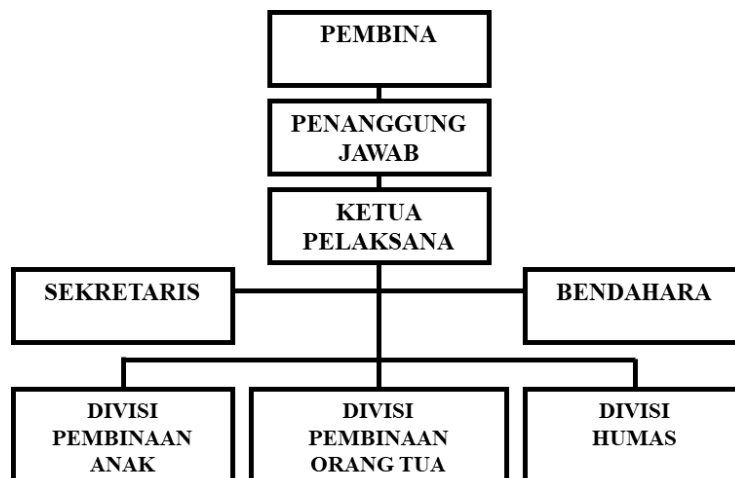 PEMBINA
PENANGGUNG
JAWAB
KETUA
PELAKSANA
SEKRETARIS
BENDAHARA
DIVISI
PEMBINAAN
ANAK
DIVISI
PEMBINAAN
ORANG TUA
DIVISI
HUMAS